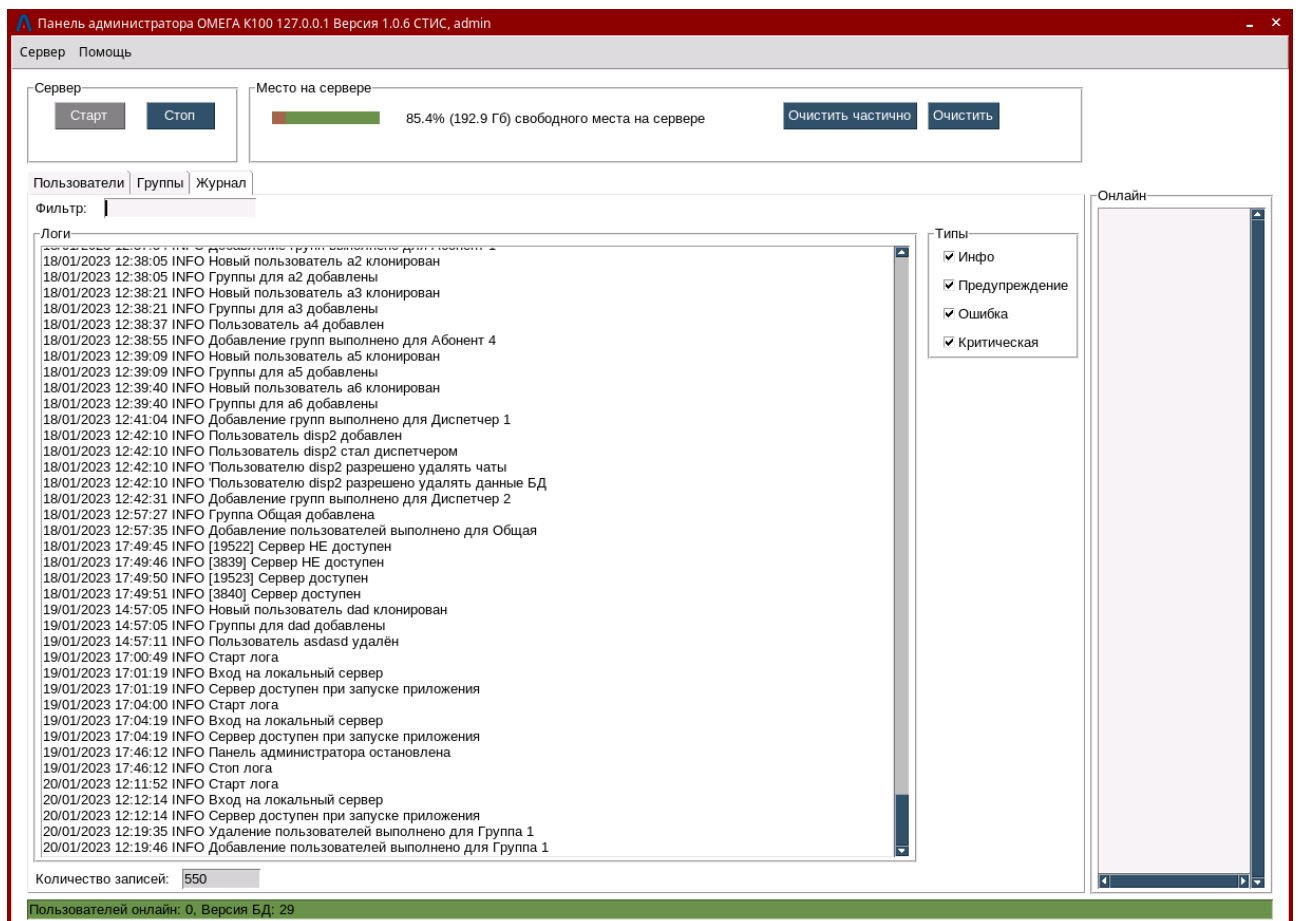 Панель администратора ОМЕГА К100 127.0.0.1 Версия 1.0.6 СТИС, admin
Сервер Помощь
Сервер
Старт Стоп
Место на сервере
85.4% (192.9 Гб) свободного места на сервере
Очистить частично Очистить
Пользователи Группы Журнал
Фильтр:
Логи
18/01/2023 12:37:54 INFO Добавление групп выполнено для Абонент 1
18/01/2023 12:38:05 INFO Новый пользователь a2 клонирован
18/01/2023 12:38:05 INFO Группы для a2 добавлены
18/01/2023 12:38:21 INFO Новый пользователь a3 клонирован
18/01/2023 12:38:21 INFO Группы для a3 добавлены
18/01/2023 12:38:37 INFO Пользователь a4 добавлен
18/01/2023 12:38:55 INFO Добавление групп выполнено для Абонент 4
18/01/2023 12:39:09 INFO Новый пользователь a5 клонирован
18/01/2023 12:39:09 INFO Группы для a5 добавлены
18/01/2023 12:39:40 INFO Новый пользователь a6 клонирован
18/01/2023 12:39:40 INFO Группы для a6 добавлены
18/01/2023 12:41:04 INFO Добавление групп выполнено для Диспетчер 1
18/01/2023 12:42:10 INFO Пользователь disp2 добавлен
18/01/2023 12:42:10 INFO Пользователь disp2 стал диспетчером
18/01/2023 12:42:10 INFO 'Пользователю disp2 разрешено удалять чаты
18/01/2023 12:42:10 INFO 'Пользователю disp2 разрешено удалять данные БД
18/01/2023 12:42:31 INFO Добавление групп выполнено для Диспетчер 2
18/01/2023 12:57:27 INFO Группа Общая добавлена
18/01/2023 12:57:35 INFO Добавление пользователей выполнено для Общая
18/01/2023 17:49:45 INFO [19522] Сервер НЕ доступен
18/01/2023 17:49:46 INFO [3839] Сервер НЕ доступен
18/01/2023 17:49:50 INFO [19523] Сервер доступен
18/01/2023 17:49:51 INFO [3840] Сервер доступен
19/01/2023 14:57:05 INFO Новый пользователь dad клонирован
19/01/2023 14:57:05 INFO Группы для dad добавлены
19/01/2023 14:57:11 INFO Пользователь asdasd удалён
19/01/2023 17:00:49 INFO Старт лога
19/01/2023 17:01:19 INFO Вход на локальный сервер
19/01/2023 17:01:19 INFO Сервер доступен при запуске приложения
19/01/2023 17:04:00 INFO Старт лога
19/01/2023 17:04:19 INFO Вход на локальный сервер
19/01/2023 17:04:19 INFO Сервер доступен при запуске приложения
19/01/2023 17:46:12 INFO Панель администратора остановлена
19/01/2023 17:46:12 INFO Стоп лога
20/01/2023 12:11:52 INFO Старт лога
20/01/2023 12:12:14 INFO Вход на локальный сервер
20/01/2023 12:12:14 INFO Сервер доступен при запуске приложения
20/01/2023 12:19:35 INFO Удаление пользователей выполнено для Группа 1
20/01/2023 12:19:46 INFO Добавление пользователей выполнено для Группа 1
Типы
Инфо
Предупреждение
Ошибка
Критическая
Онлайн
Количество записей: 550
Пользователей онлайн: 0, Версия БД: 29